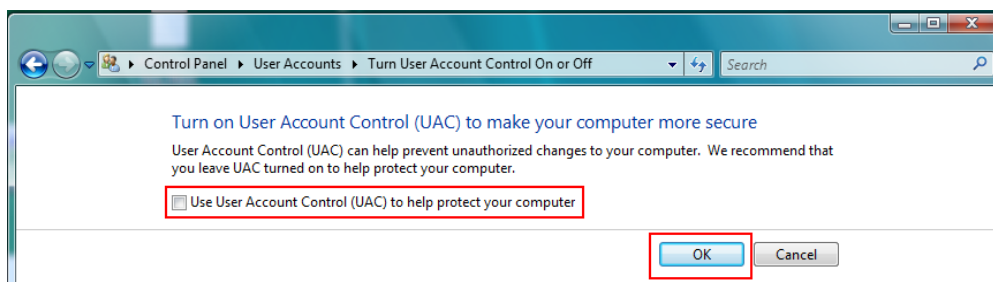 Control Panel ▸ User Accounts ▸ Turn User Account Control On or Off
Search
Turn on User Account Control (UAC) to make your computer more secure
User Account Control (UAC) can help prevent unauthorized changes to your computer. We recommend that
you leave UAC turned on to help protect your computer.
Use User Account Control (UAC) to help protect your computer
OK
Cancel